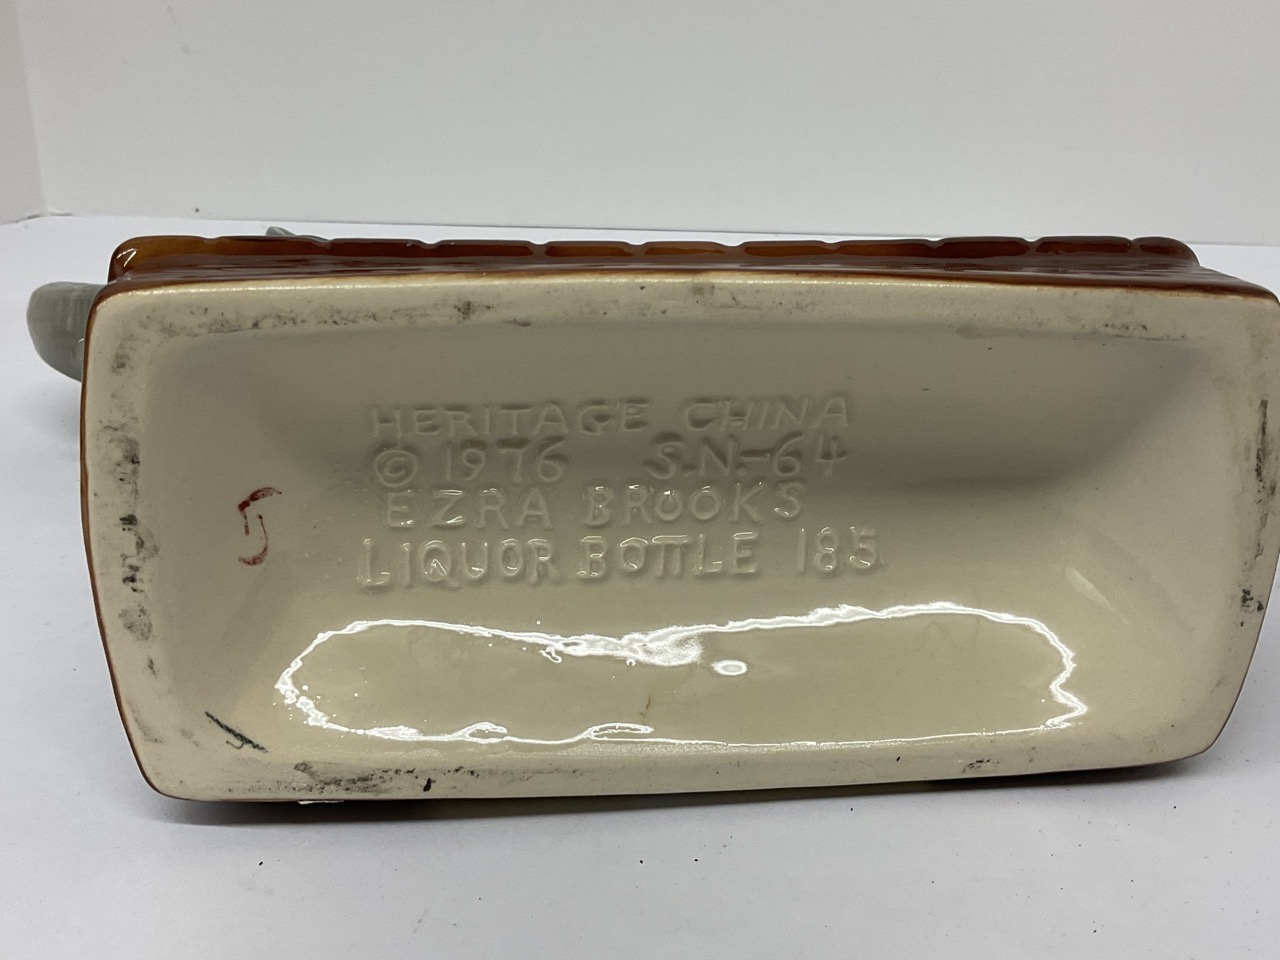 HERITAGE CHINA
© 1976 S.N.-64
EZRA BROOKS
LIQUOR BOTTLE 185